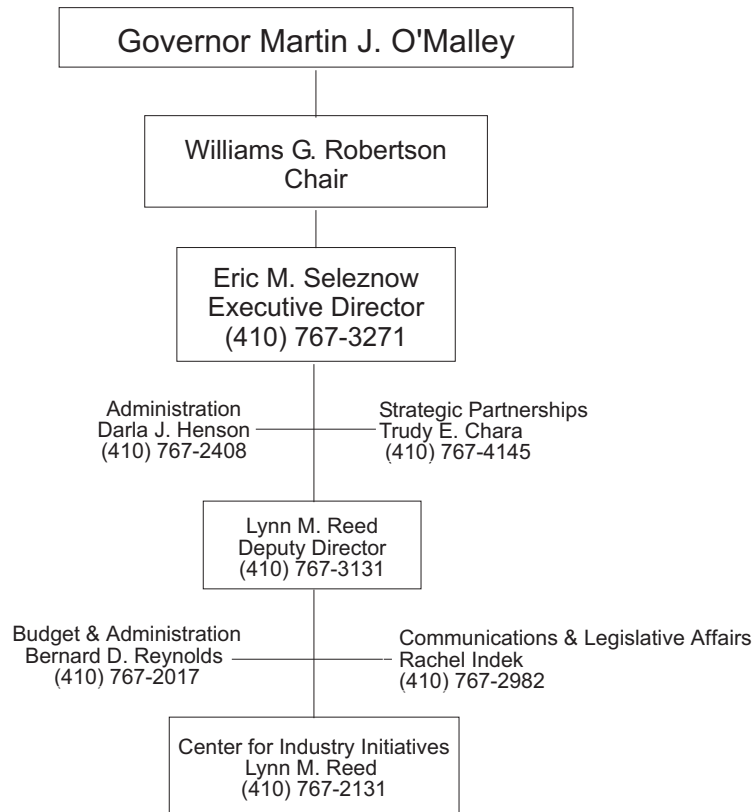 Governor Martin J. O'Malley
Williams G. Robertson
Chair
Eric M. Seleznow
Executive Director
(410) 767-3271
Administration
Darla J. Henson
(410) 767-2408
Strategic Partnerships
Trudy E. Chara
(410) 767-4145
Lynn M. Reed
Deputy Director
(410) 767-3131
Budget & Administration
Bernard D. Reynolds
(410) 767-2017
Communications & Legislative Affairs
Rachel Indek
(410) 767-2982
Center for Industry Initiatives
Lynn M. Reed
(410) 767-2131